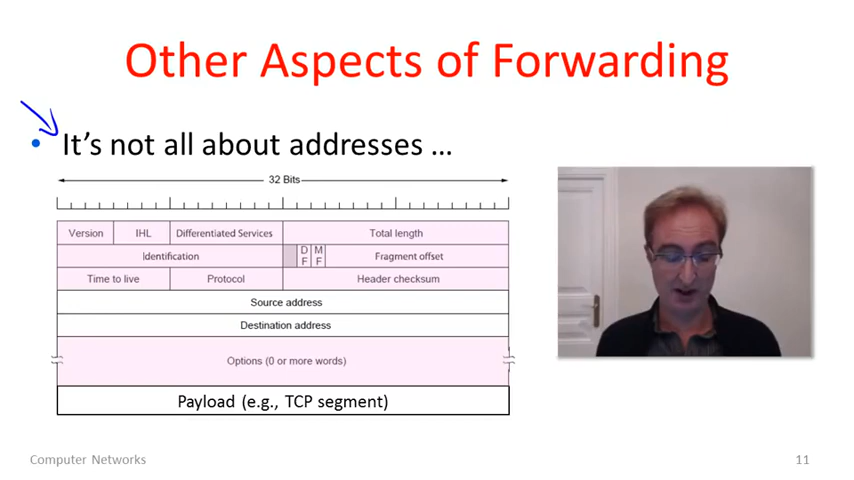 Other Aspects of Forwarding
• It's not all about addresses …
32 Bits
Version IHL Differentiated Services Total length
Identification D F M F Fragment offset
Time to live Protocol Header checksum
Source address
Destination address
Options (0 or more words)
Payload (e.g., TCP segment)
Computer Networks 11